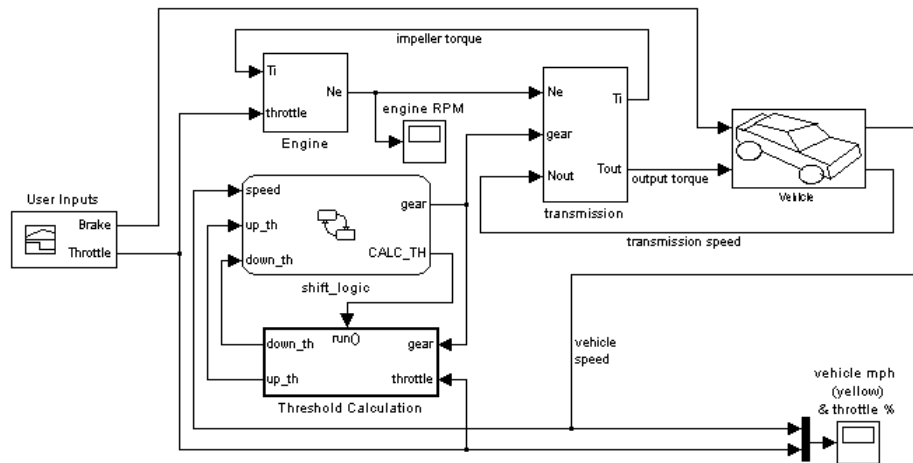 impeller torque
Ti
Ne
throttle
Engine
engine RPM
Ne
Ti
gear
Nout
Tout
transmission
output torque
Vehicle
transmission speed
User Inputs
Brake
Throttle
speed
gear
up_th
CALC_TH
down_th
shift_logic
run()
down_th
gear
up_th
throttle
Threshold Calculation
vehicle
speed
vehicle mph
(yellow)
& throttle %